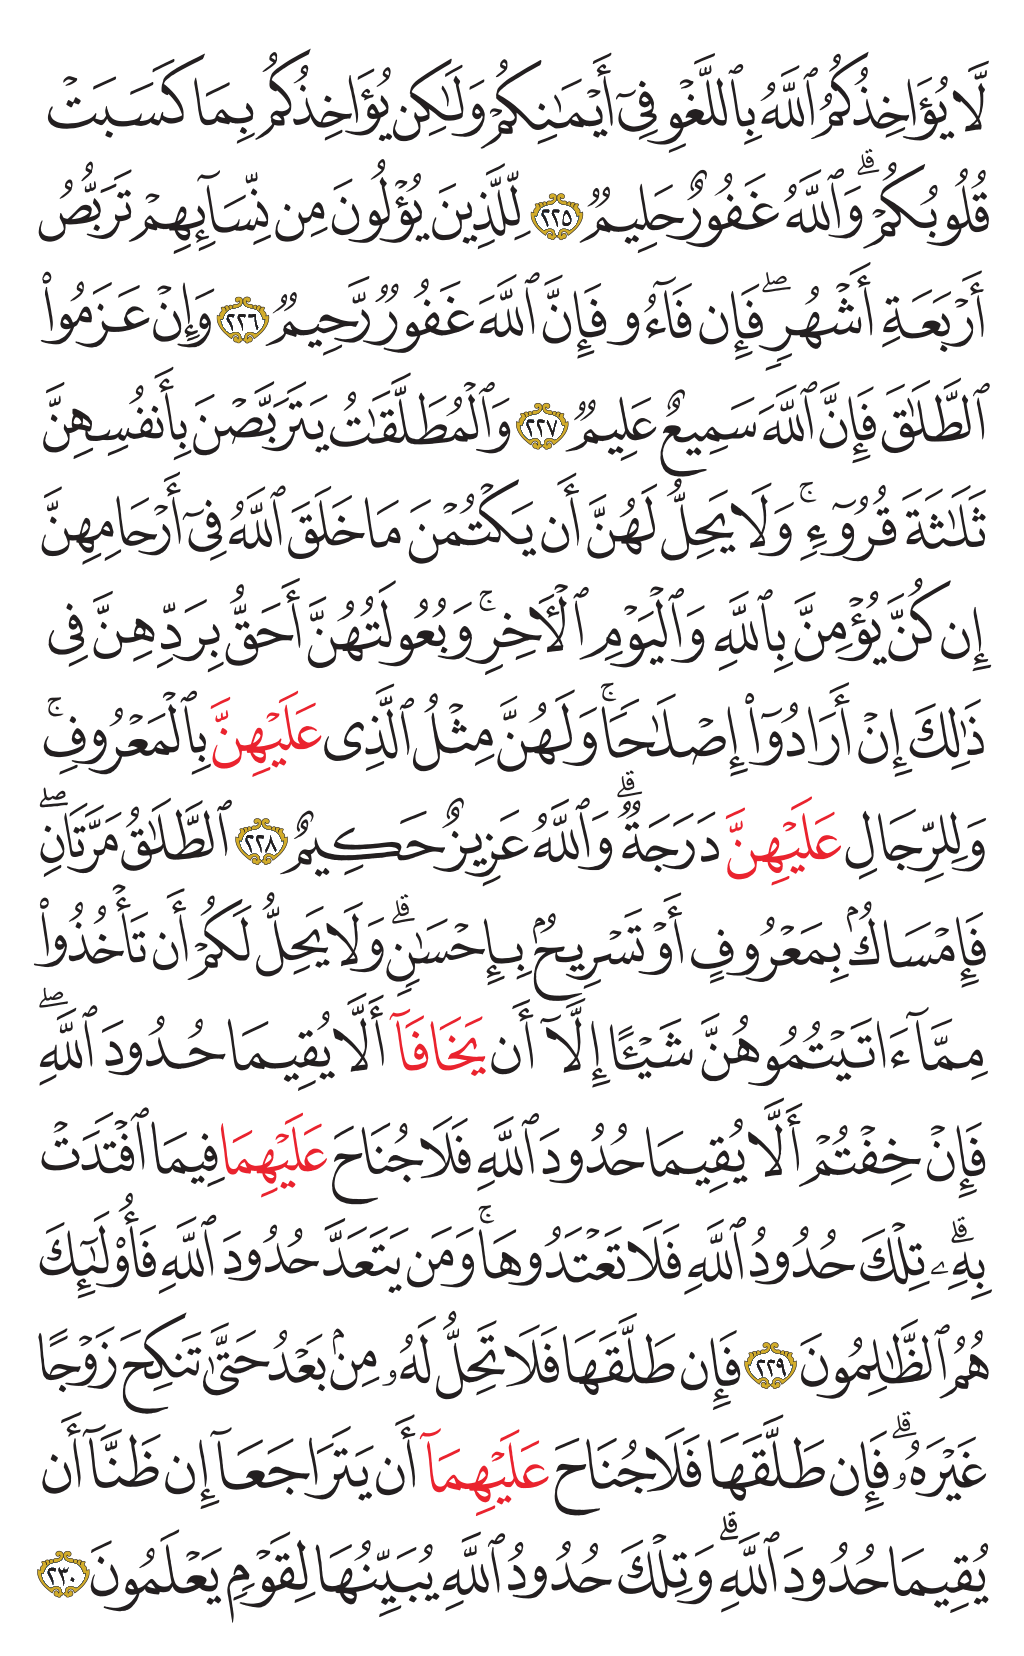 لَّا يُؤَاخِذُكُمُ ٱللَّهُ بِٱللَّغْوِ فِىٓ أَيْمَٰنِكُمْ وَلَٰكِن يُؤَاخِذُكُم بِمَا كَسَبَتْ
قُلُوبُكُمْ ۗ وَٱللَّهُ غَفُورٌ حَلِيمٌ ٢٢٥ لِّلَّذِينَ يُؤْلُونَ مِن نِّسَآئِهِمْ تَرَبُّصُ
أَرْبَعَةِ أَشْهُرٍ ۖ فَإِن فَآءُو فَإِنَّ ٱللَّهَ غَفُورٌ رَّحِيمٌ ٢٢٦ وَإِنْ عَزَمُوا۟
ٱلطَّلَٰقَ فَإِنَّ ٱللَّهَ سَمِيعٌ عَلِيمٌ ٢٢٧ وَٱلْمُطَلَّقَٰتُ يَتَرَبَّصْنَ بِأَنفُسِهِنَّ
ثَلَٰثَةَ قُرُوٓءٍ ۚ وَلَا يَحِلُّ لَهُنَّ أَن يَكْتُمْنَ مَا خَلَقَ ٱللَّهُ فِىٓ أَرْحَامِهِنَّ
إِن كُنَّ يُؤْمِنَّ بِٱللَّهِ وَٱلْيَوْمِ ٱلْأَخِرِ ۚ وَبُعُولَتُهُنَّ أَحَقُّ بِرَدِّهِنَّ فِى
ذَٰلِكَ إِنْ أَرَادُوٓا۟ إِصْلَٰحًا ۚ وَلَهُنَّ مِثْلُ ٱلَّذِى عَلَيْهِنَّ بِٱلْمَعْرُوفِ ۚ
وَلِلرِّجَالِ عَلَيْهِنَّ دَرَجَةٌ ۗ وَٱللَّهُ عَزِيزٌ حَكِيمٌ ٢٢٨ ٱلطَّلَٰقُ مَرَّتَانِ ۖ
فَإِمْسَاكٌۢ بِمَعْرُوفٍ أَوْ تَسْرِيحٌۢ بِإِحْسَٰنٍ ۗ وَلَا يَحِلُّ لَكُمْ أَن تَأْخُذُوا۟
مِمَّآ ءَاتَيْتُمُوهُنَّ شَيْـًٔا إِلَّآ أَن يَخَافَآ أَلَّا يُقِيمَا حُدُودَ ٱللَّهِ ۖ
فَإِنْ خِفْتُمْ أَلَّا يُقِيمَا حُدُودَ ٱللَّهِ فَلَا جُنَاحَ عَلَيْهِمَا فِيمَا ٱفْتَدَتْ
بِهِۦ ۗ تِلْكَ حُدُودُ ٱللَّهِ فَلَا تَعْتَدُوهَا ۚ وَمَن يَتَعَدَّ حُدُودَ ٱللَّهِ فَأُو۟لَٰٓئِكَ
هُمُ ٱلظَّٰلِمُونَ ٢٢٩ فَإِن طَلَّقَهَا فَلَا تَحِلُّ لَهُۥ مِنۢ بَعْدُ حَتَّىٰ تَنكِحَ زَوْجًا
غَيْرَهُۥ ۗ فَإِن طَلَّقَهَا فَلَا جُنَاحَ عَلَيْهِمَآ أَن يَتَرَاجَعَآ إِن ظَنَّآ أَن
يُقِيمَا حُدُودَ ٱللَّهِ ۗ وَتِلْكَ حُدُودُ ٱللَّهِ يُبَيِّنُهَا لِقَوْمٍ يَعْلَمُونَ ٢٣٠